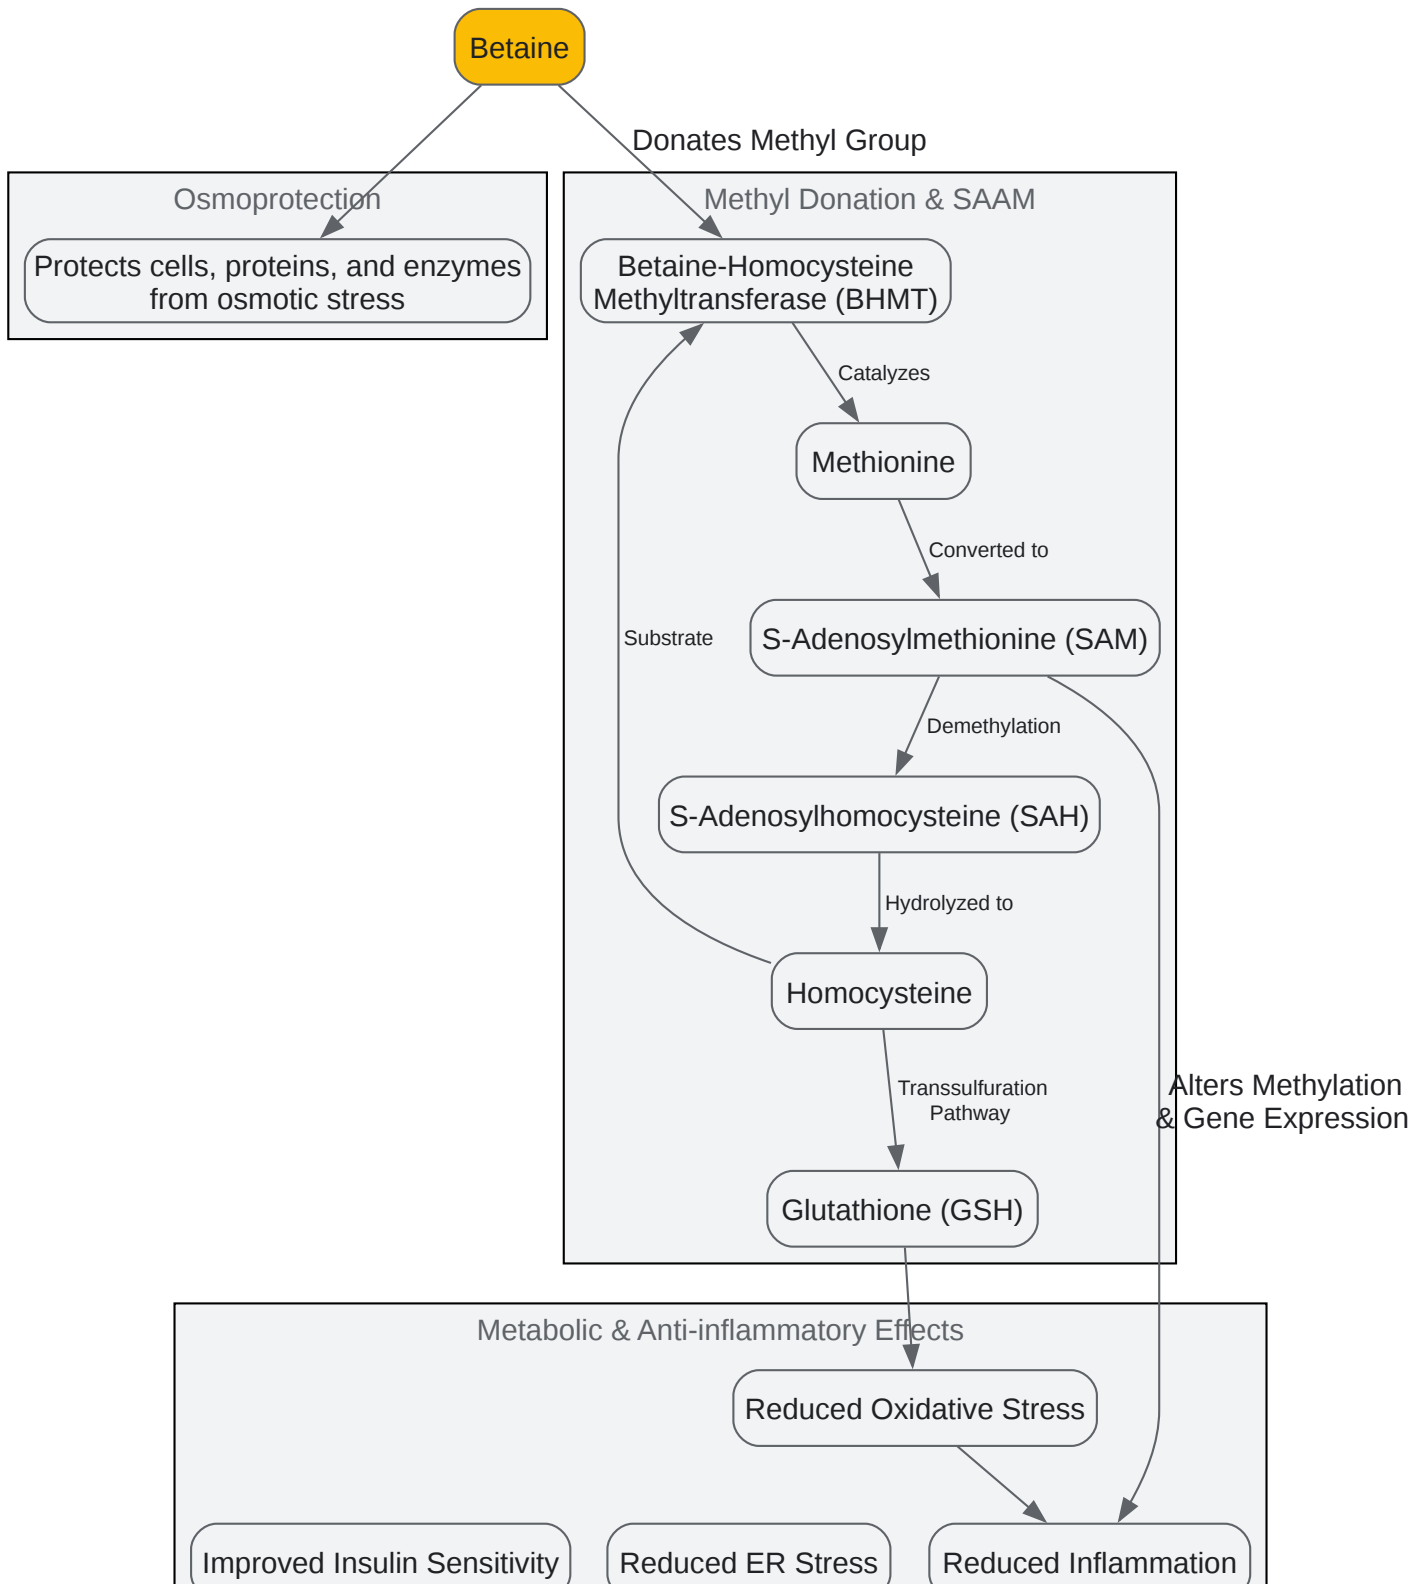 Betaine
Donates Methyl Group
Osmoprotection
Protects cells, proteins, and enzymes
from osmotic stress
Methyl Donation & SAAM
Betaine-Homocysteine
Methyltransferase (BHMT)
Catalyzes
Methionine
Converted to
S-Adenosylmethionine (SAM)
Substrate
Demethylation
S-Adenosylhomocysteine (SAH)
Hydrolyzed to
Homocysteine
Transsulfuration
Pathway
Alters Methylation
& Gene Expression
Glutathione (GSH)
Metabolic & Anti-inflammatory Effects
Reduced Oxidative Stress
Improved Insulin Sensitivity
Reduced ER Stress
Reduced Inflammation